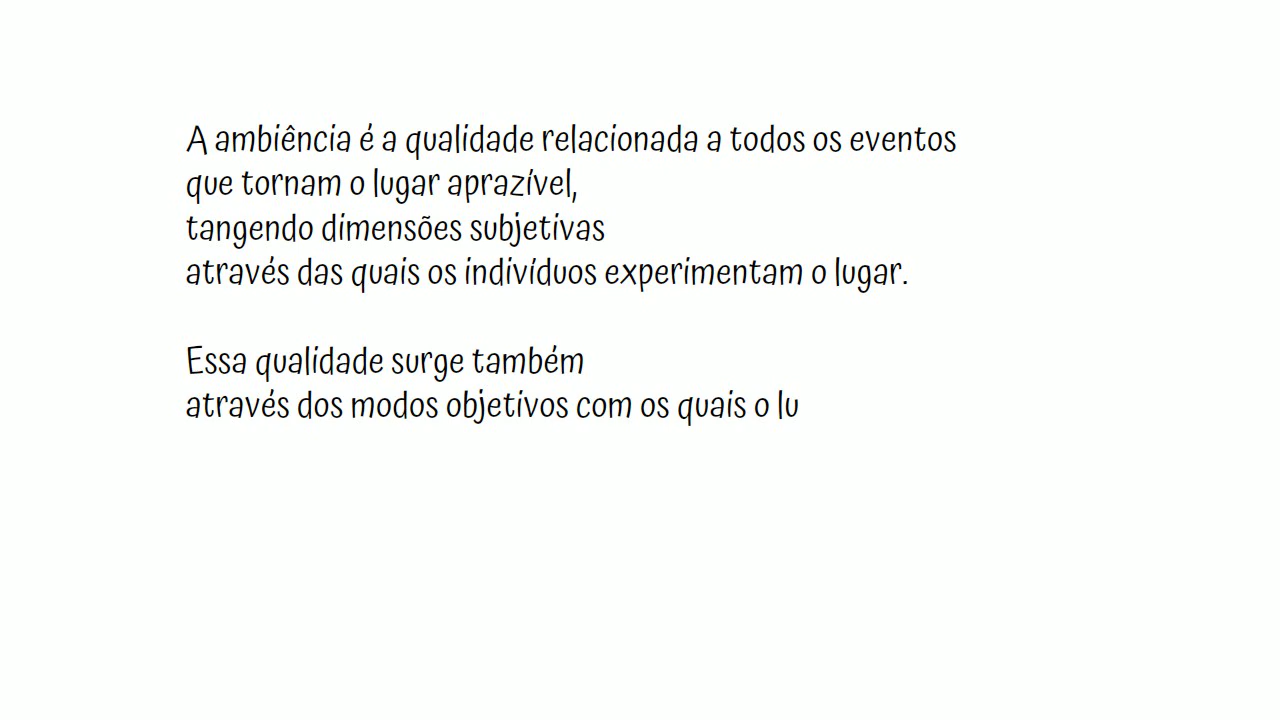 A ambiência é a qualidade relacionada a todos os eventos
que tornam o lugar aprazível,
tangendo dimensões subjetivas
através das quais os indivíduos experimentam o lugar.
Essa qualidade surge também
através dos modos objetivos com os quais o lu